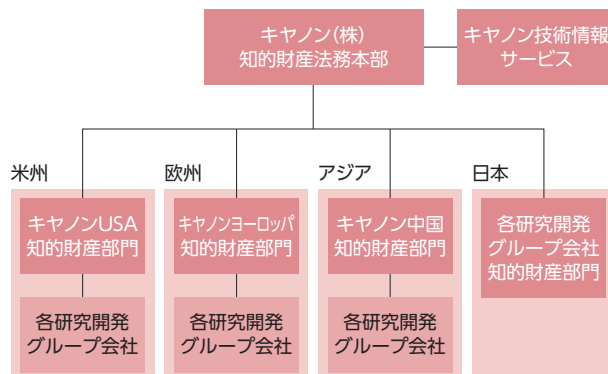 キヤノン(株)
知的財産法務本部
キヤノン技術情報
サービス
米州
キヤノンUSA
知的財産部門
各研究開発
グループ会社
欧州
キヤノンヨーロッパ
知的財産部門
各研究開発
グループ会社
アジア
キヤノン中国
知的財産部門
各研究開発
グループ会社
日本
各研究開発
グループ会社
知的財産部門